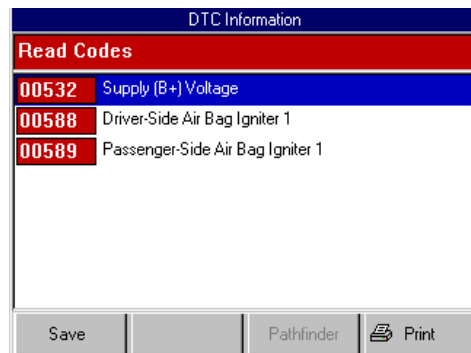 DTC Information
Read Codes
00532 Supply (B+) Voltage
00588 Driver-Side Air Bag Igniter 1
00589 Passenger-Side Air Bag Igniter 1
Save Pathfinder Print